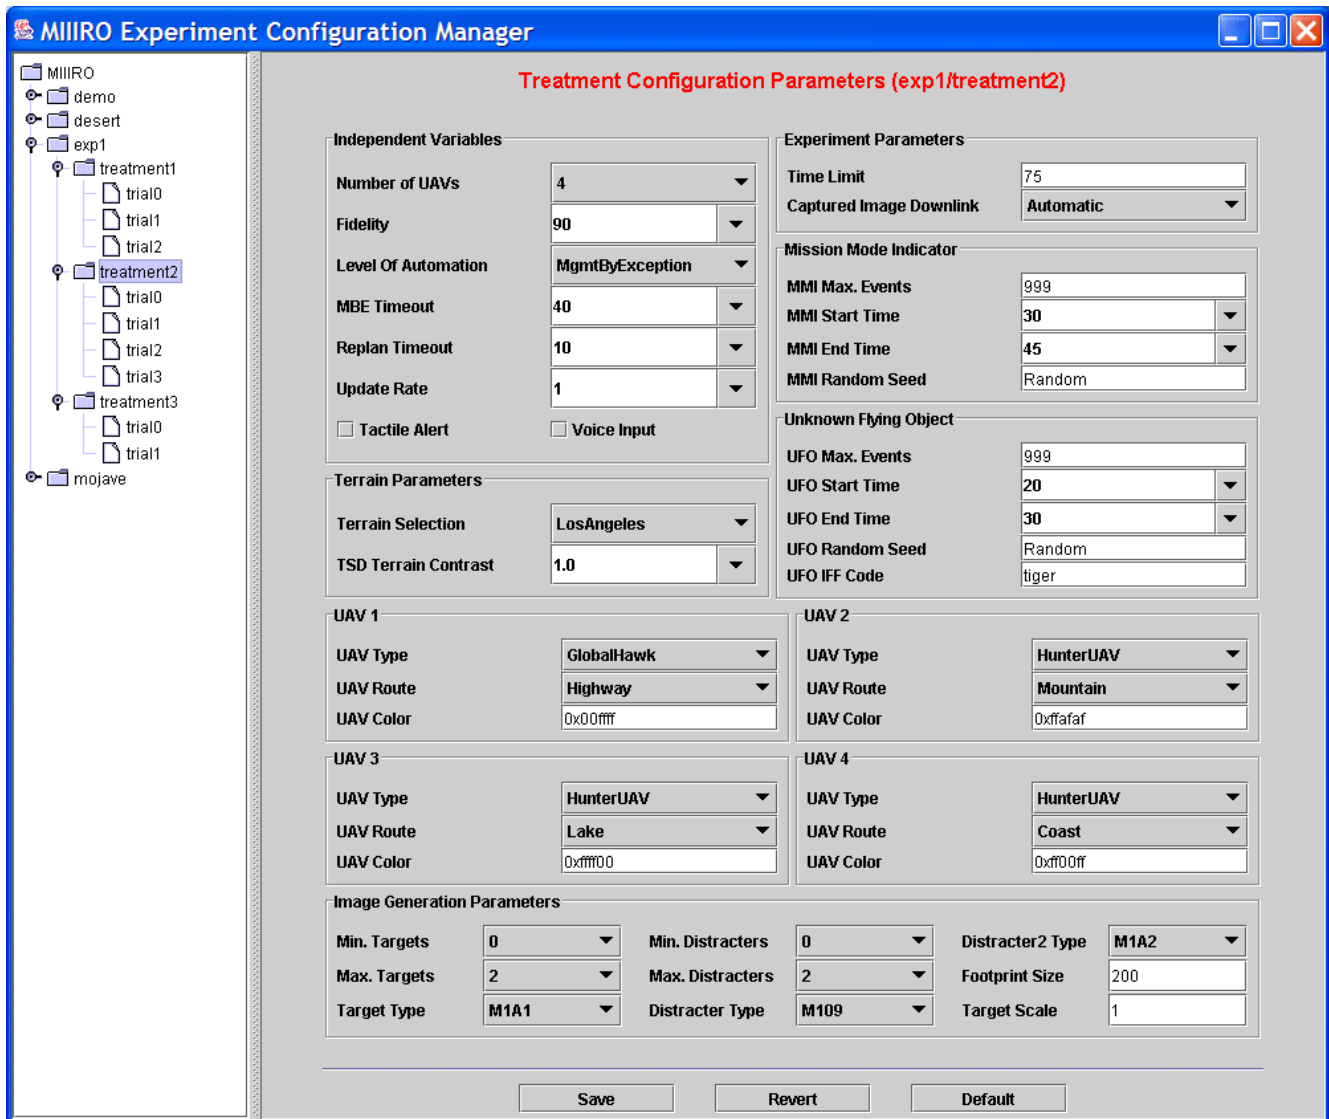 MIIIRO Experiment Configuration Manager
MIIIRO
demo
desert
exp1
treatment1
trial0
trial1
trial2
treatment2
trial0
trial1
trial2
trial3
treatment3
trial0
trial1
mojave
Treatment Configuration Parameters (exp1/treatment2)
Independent Variables
Number of UAVs 4
Fidelity 90
Level Of Automation MgmtByException
MBE Timeout 40
Replan Timeout 10
Update Rate 1
Tactile Alert Voice Input
Terrain Parameters
Terrain Selection LosAngeles
TSD Terrain Contrast 1.0
Experiment Parameters
Time Limit 75
Captured Image Downlink Automatic
Mission Mode Indicator
MMI Max. Events 999
MMI Start Time 30
MMI End Time 45
MMI Random Seed Random
Unknown Flying Object
UFO Max. Events 999
UFO Start Time 20
UFO End Time 30
UFO Random Seed Random
UFO IFF Code tiger
UAV 1
UAV Type GlobalHawk
UAV Route Highway
UAV Color 0x00ffff
UAV 2
UAV Type HunterUAV
UAV Route Mountain
UAV Color 0xffafaf
UAV 3
UAV Type HunterUAV
UAV Route Lake
UAV Color 0xffff00
UAV 4
UAV Type HunterUAV
UAV Route Coast
UAV Color 0xff00ff
Image Generation Parameters
Min. Targets 0 Min. Distracters 0 Distracter2 Type M1A2
Max. Targets 2 Max. Distracters 2 Footprint Size 200
Target Type M1A1 Distracter Type M109 Target Scale 1
Save Revert Default